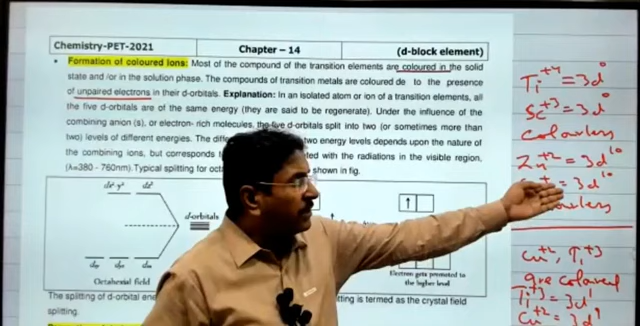 Chemistry-PET-2021 Chapter – 14 (d-block element)
• Formation of coloured Ions: Most of the compound of the transition elements are coloured in the solid
state and /or in the solution phase. The compounds of transition metals are coloured de to the presence
of unpaired electrons in their d-orbitals. Explanation: In an isolated atom or ion of a transition elements, all
the five d-orbitals are of the same energy (they are said to be regenerate). Under the influence of the
combining anion (s), or electron- rich molecules, the five d-orbitals split into two (or sometimes more than
two) levels of different energies. The two energy levels depends upon the nature of
the combining ions, but corresponds with the radiations in the visible region,
(λ=380 - 760nm). Typical splitting for shown in fig.
d-orbitals
Octahexial field
Electron gets promoted to
the higher level
The splitting of d-orbital tting is termed as the crystal field
splitting.
Ti+4 = 3d0
Sc+3 = 3d0
colourless
Zn+2 = 3d10
= 3d10
Cu+2, Ti+3
are coloured
Ti+3 = 3d1
Cu+2 = 3d9